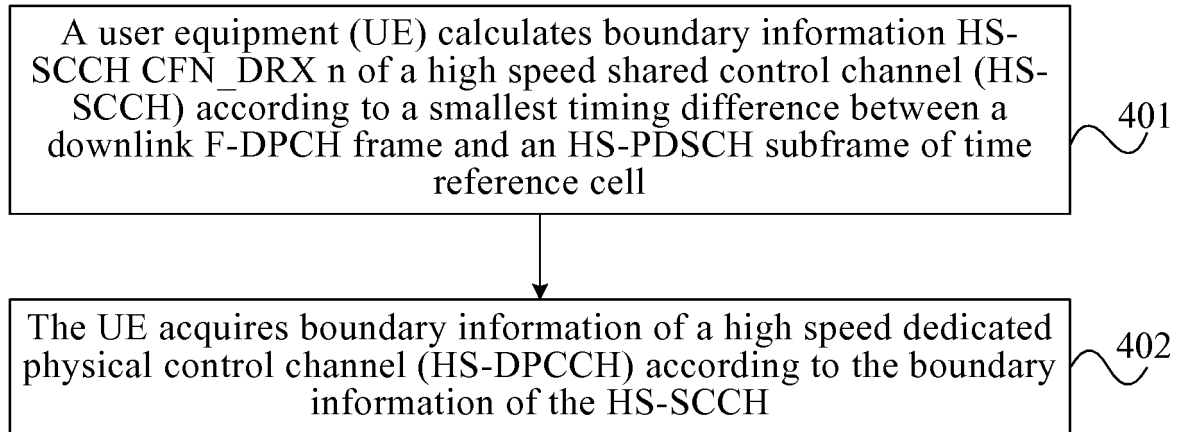 A user equipment (UE) calculates boundary information HS-
SCCH CFN_DRX n of a high speed shared control channel (HS-
SCCH) according to a smallest timing difference between a
downlink F-DPCH frame and an HS-PDSCH subframe of time
reference cell
401
The UE acquires boundary information of a high speed dedicated
physical control channel (HS-DPCCH) according to the boundary
information of the HS-SCCH
402